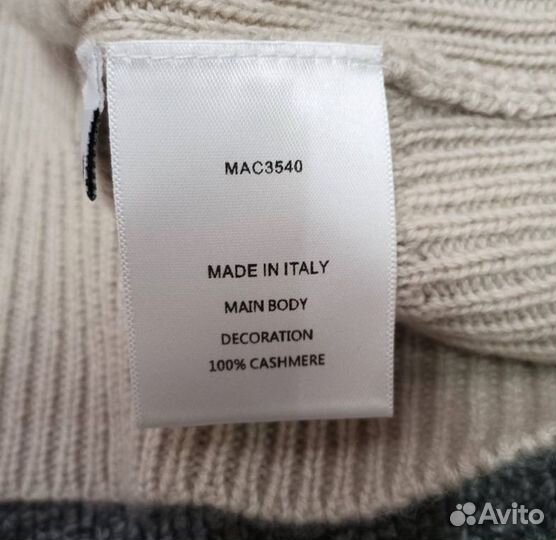 MAC3540
MADE IN ITALY
MAIN BODY
DECORATION
100% CASHMERE
Avito